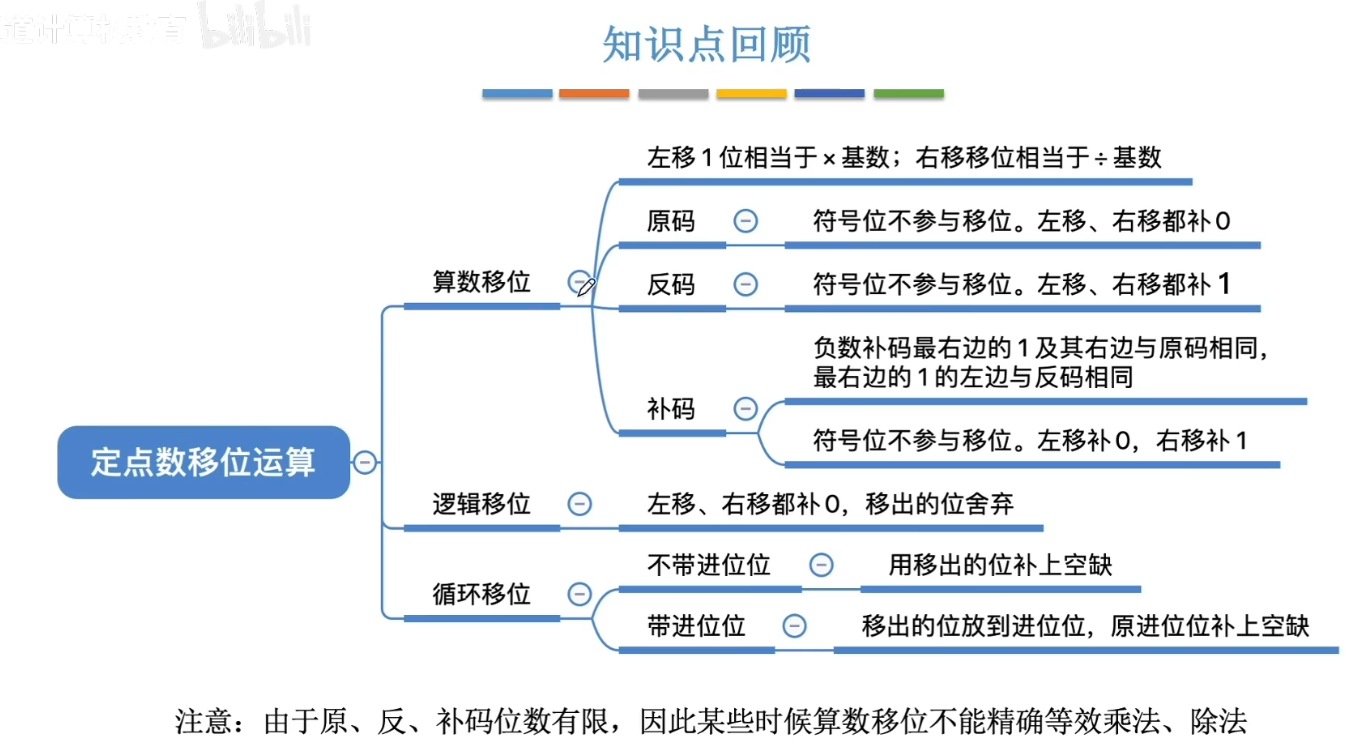 道计算机教育 bilibili
知识点回顾
左移1位相当于×基数；右移移位相当于÷基数
原码
符号位不参与移位。左移、右移都补0
算数移位
反码
符号位不参与移位。左移、右移都补1
负数补码最右边的1及其右边与原码相同，
最右边的1的左边与反码相同
补码
符号位不参与移位。左移补0，右移补1
定点数移位运算
逻辑移位
左移、右移都补0，移出的位舍弃
不带进位位
用移出的位补上空缺
循环移位
带进位位
移出的位放到进位位，原进位位补上空缺
注意：由于原、反、补码位数有限，因此某些时候算数移位不能精确等效乘法、除法